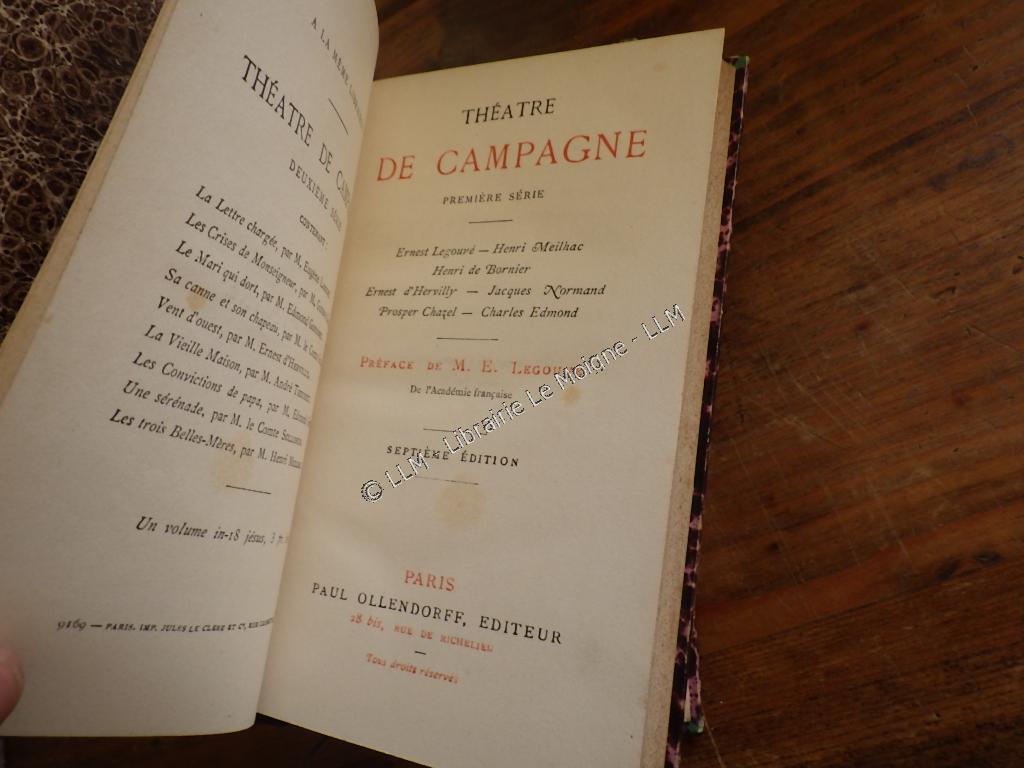 A LA MÊME
THÉATRE DE
DEUXIÈME SÉRIE
CONTENANT :
La Lettre chargée, par M. Eugène
Les Crises de Monseigneur, par M.
Le Mari qui dort, par M. Edmond
Sa canne et son chapeau, par M. le
Vent d'ouest, par M. Ernest d'Hervilly.
La Vieille Maison, par M. André
Les Convictions de papa, par M.
Une sérénade, par M. le Comte
Les trois Belles-Mères, par M. Henri
Un volume in-18 jésus, 3 fr.
9169 — PARIS. IMP. JULES LE CLERE ET Cⁱᵉ, RUE
THÉATRE
DE CAMPAGNE
PREMIÈRE SÉRIE
Ernest Legouvé — Henri Meilhac
Henri de Bornier
Ernest d'Hervilly — Jacques Normand
Prosper Chazel — Charles Edmond
PRÉFACE DE M. E. LEGOUVÉ
De l'Académie française
SEPTIÈME ÉDITION
PARIS
PAUL OLLENDORFF, EDITEUR
28 bis, RUE DE RICHELIEU
Tous droits réservés
© LLM - Librairie Le Moigne - LLM